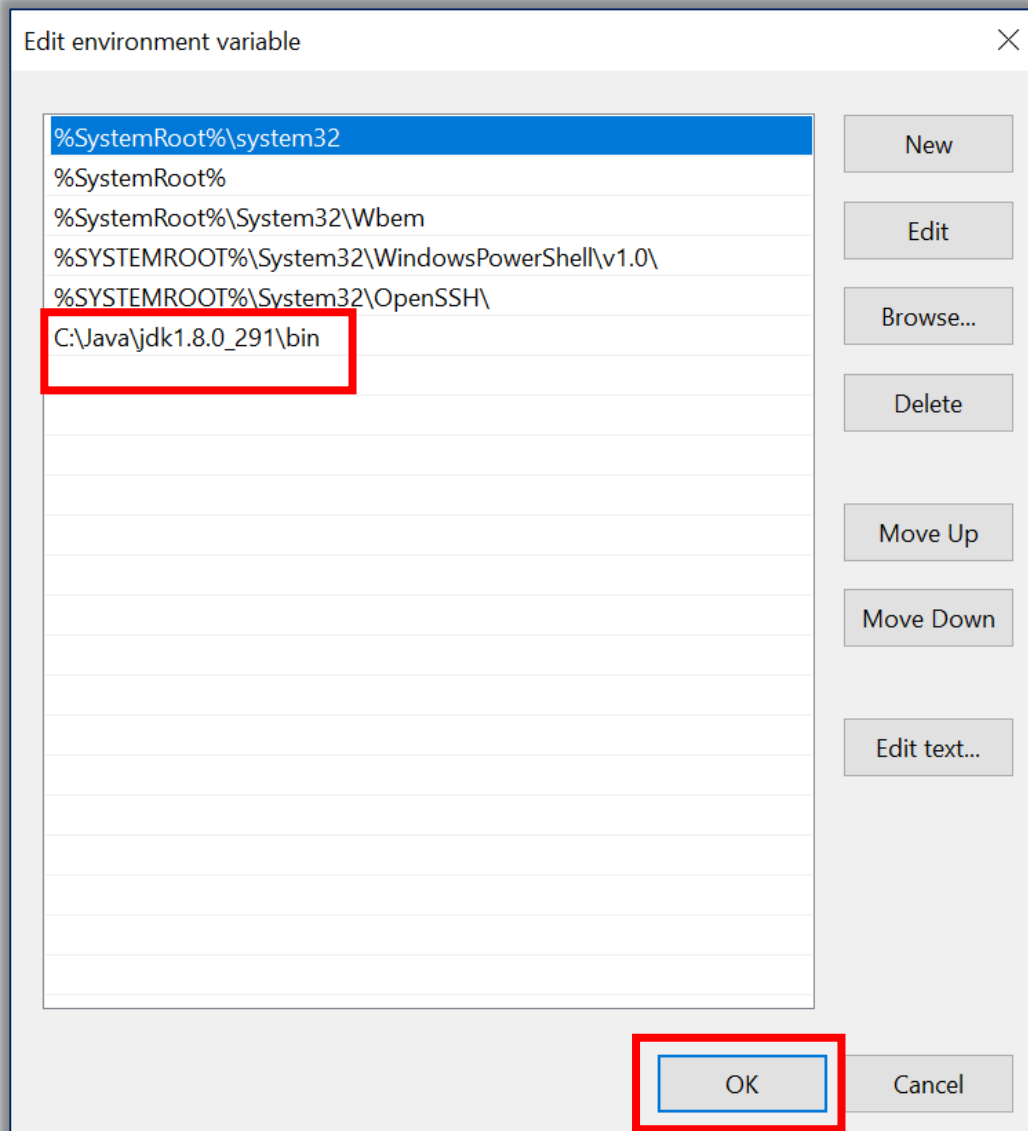 Edit environment variable
%SystemRoot%\system32
%SystemRoot%
%SystemRoot%\System32\Wbem
%SYSTEMROOT%\System32\WindowsPowerShell\v1.0\
%SYSTEMROOT%\System32\OpenSSH\
C:\Java\jdk1.8.0_291\bin
New
Edit
Browse...
Delete
Move Up
Move Down
Edit text...
OK
Cancel